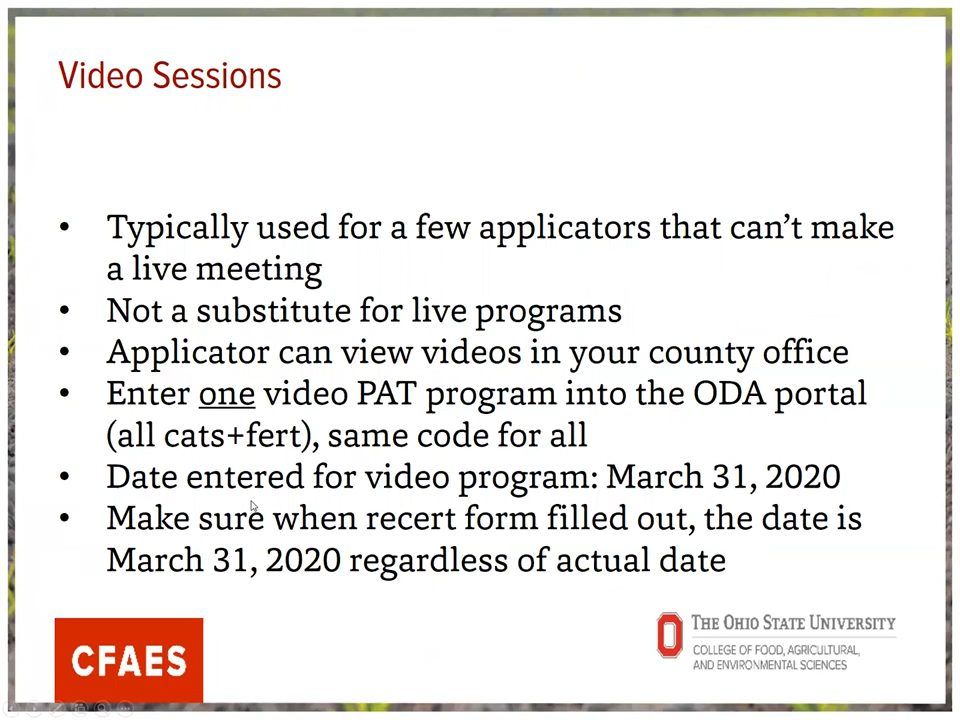 Video Sessions
• Typically used for a few applicators that can’t make
a live meeting
• Not a substitute for live programs
• Applicator can view videos in your county office
• Enter one video PAT program into the ODA portal
(all cats+fert), same code for all
• Date entered for video program: March 31, 2020
• Make sure when recert form filled out, the date is
March 31, 2020 regardless of actual date
CFAES
THE OHIO STATE UNIVERSITY
COLLEGE OF FOOD, AGRICULTURAL,
AND ENVIRONMENTAL SCIENCES